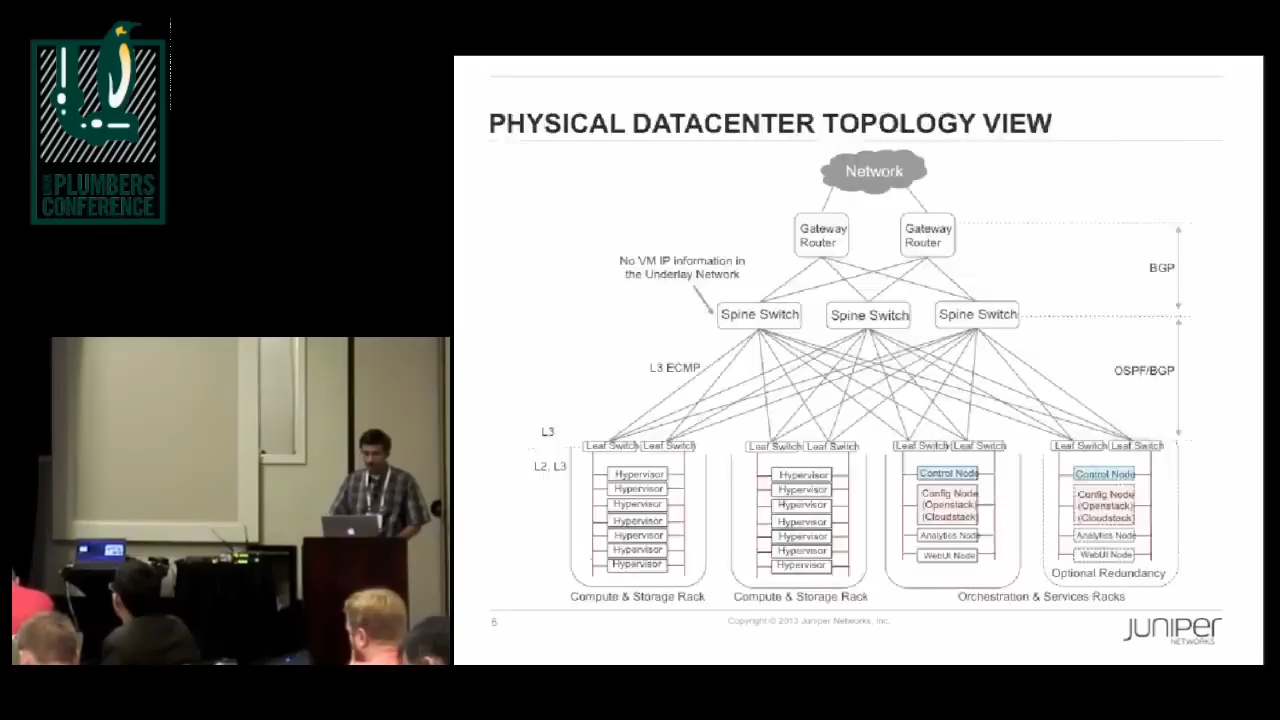 PLUMBERS
CONFERENCE
PHYSICAL DATACENTER TOPOLOGY VIEW
Network
Gateway Router
Gateway Router
No VM IP information in
the Underlay Network
BGP
Spine Switch
Spine Switch
Spine Switch
L3 ECMP
OSPF/BGP
L3
L2, L3
Leaf Switch
Leaf Switch
Leaf Switch
Leaf Switch
Leaf Switch
Leaf Switch
Leaf Switch
Leaf Switch
Hypervisor
Hypervisor
Hypervisor
Hypervisor
Hypervisor
Hypervisor
Hypervisor
Hypervisor
Hypervisor
Hypervisor
Hypervisor
Hypervisor
Hypervisor
Hypervisor
Control Node
Config Node
(Openstack)
(Cloudstack)
Analytics Node
WebUI Node
Control Node
Config Node
(Openstack)
(Cloudstack)
Analytics Node
WebUI Node
Optional Redundancy
Compute & Storage Rack
Compute & Storage Rack
Orchestration & Services Racks
6
Copyright © 2013 Juniper Networks, Inc.
JUNIPER
NETWORKS